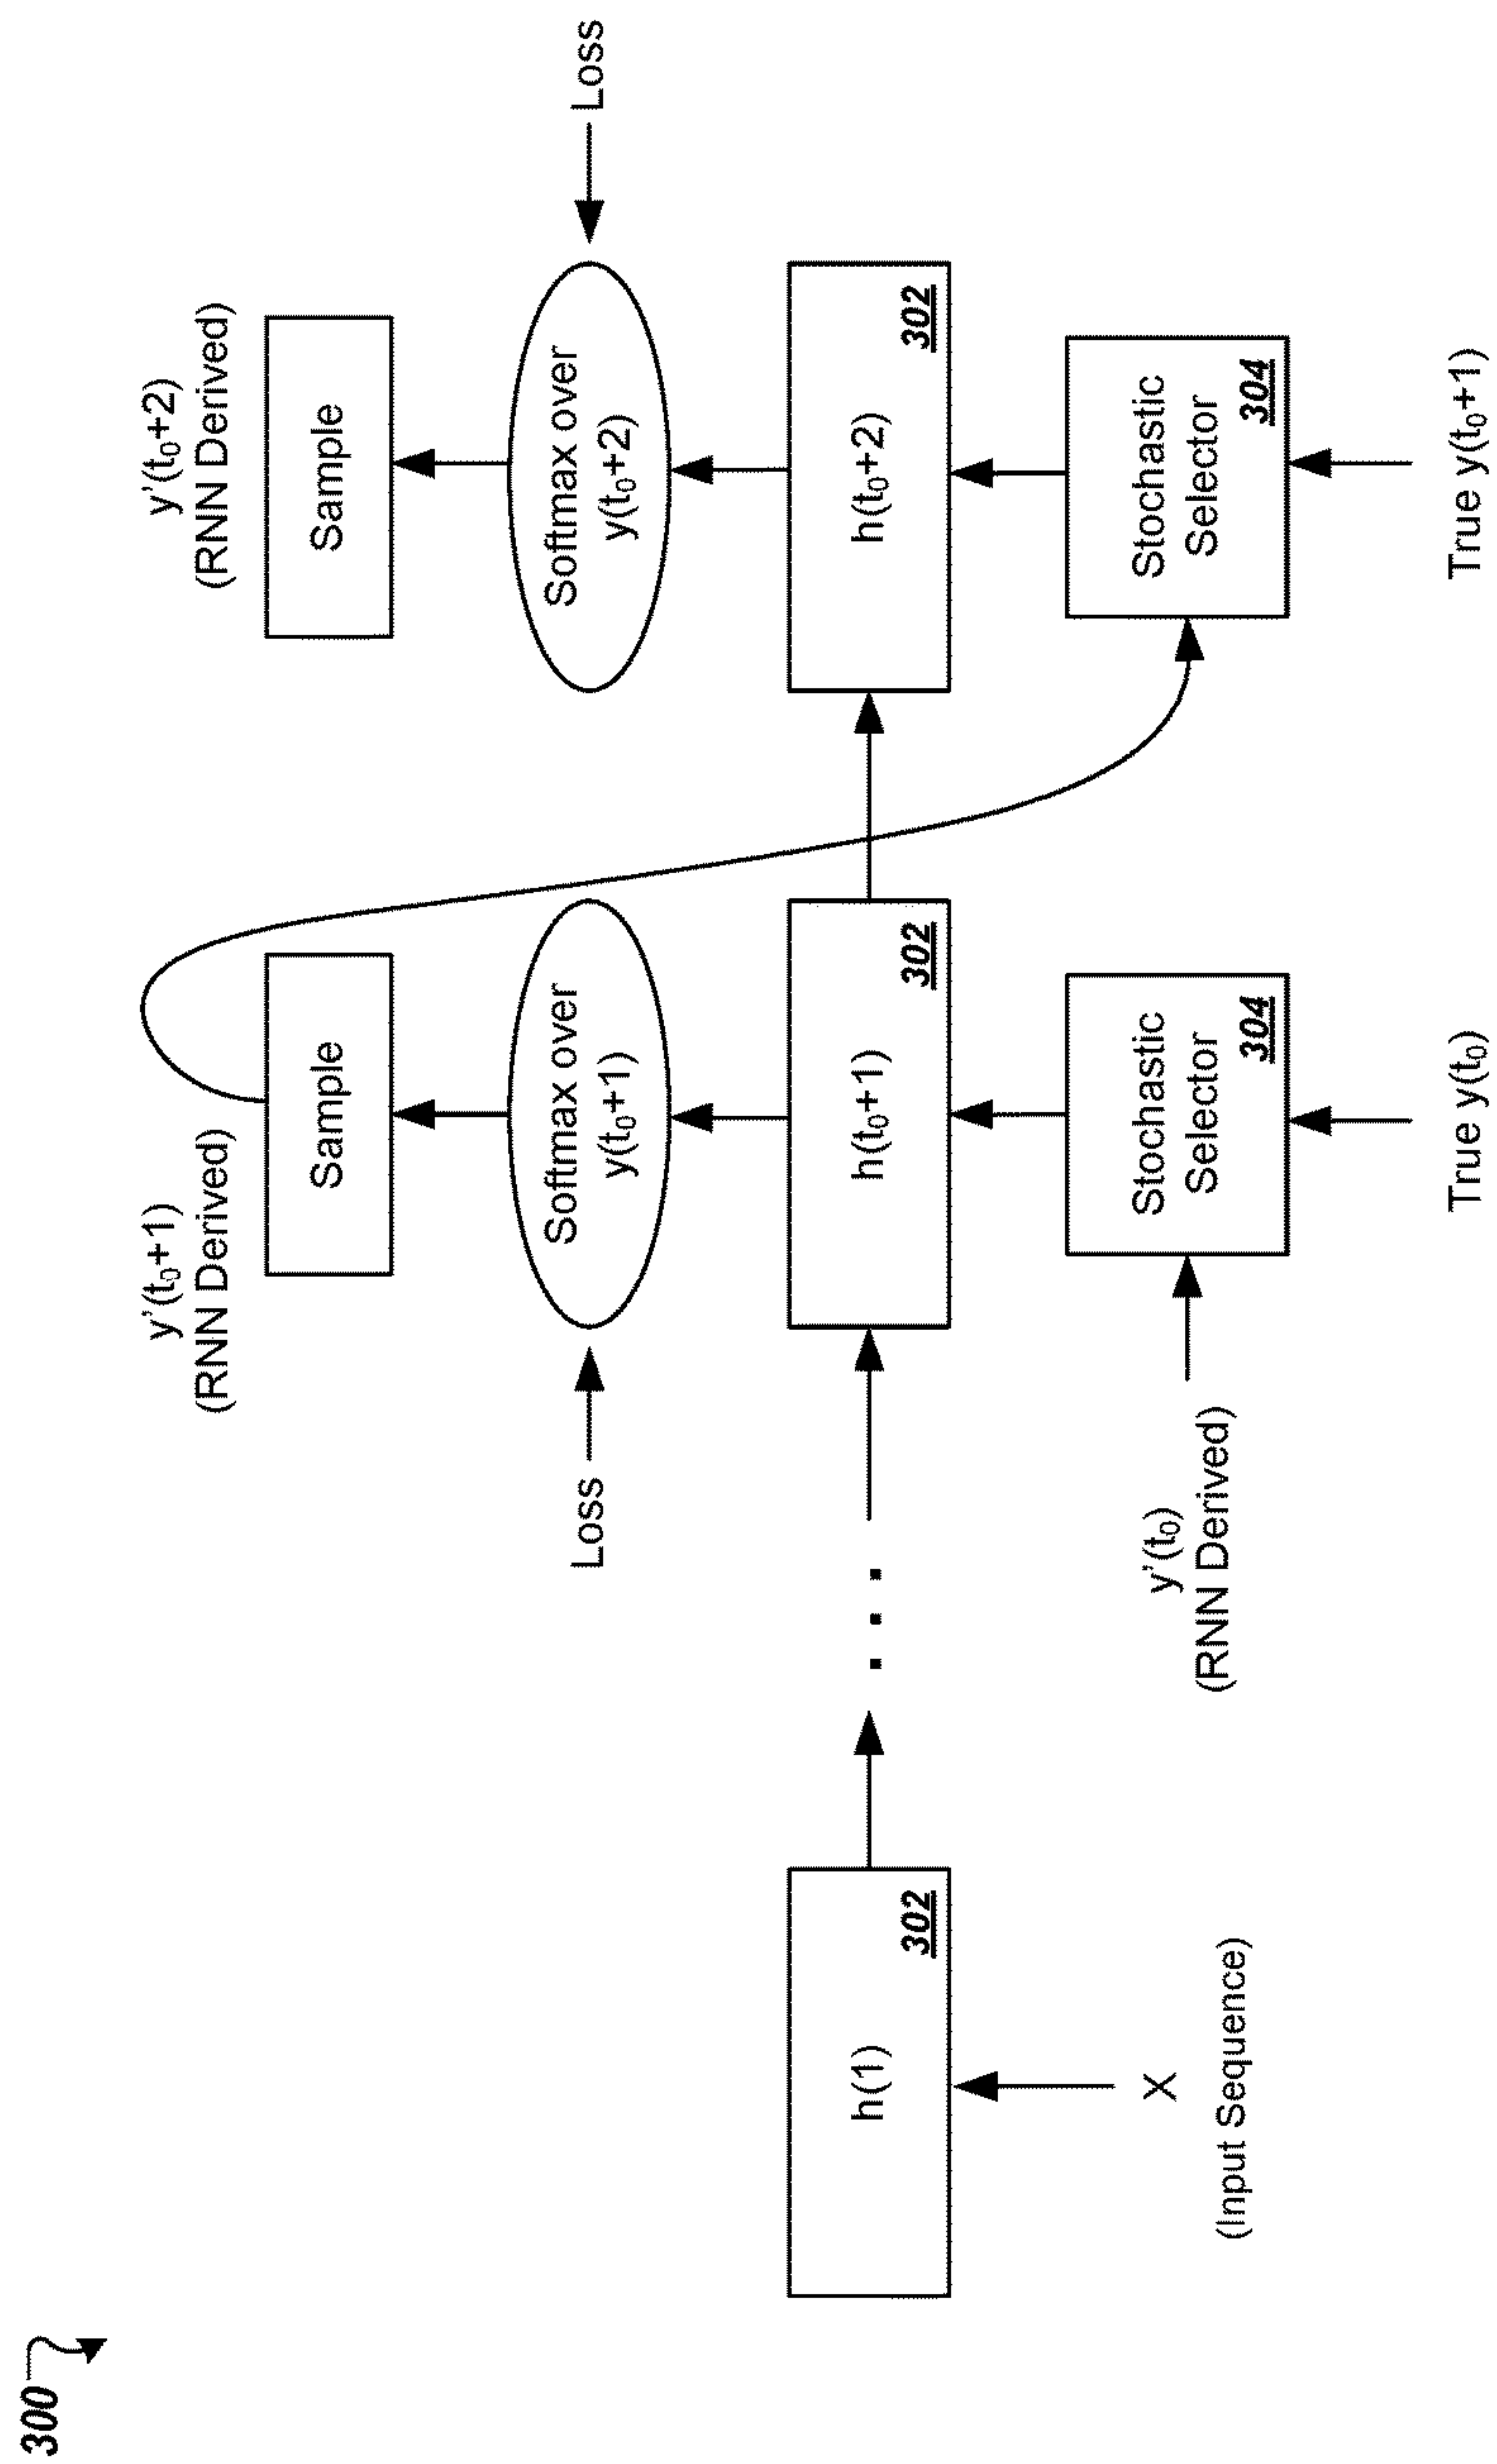 300
y'(t₀+1)
(RNN Derived)
y'(t₀+2)
(RNN Derived)
Sample
Sample
Loss
Softmax over
y(t₀+1)
Softmax over
y(t₀+2)
Loss
h(1)
302
. . .
h(t₀+1)
302
h(t₀+2)
302
X
(Input Sequence)
y'(t₀)
(RNN Derived)
Stochastic
Selector
304
Stochastic
Selector
304
True y(t₀)
True y(t₀+1)